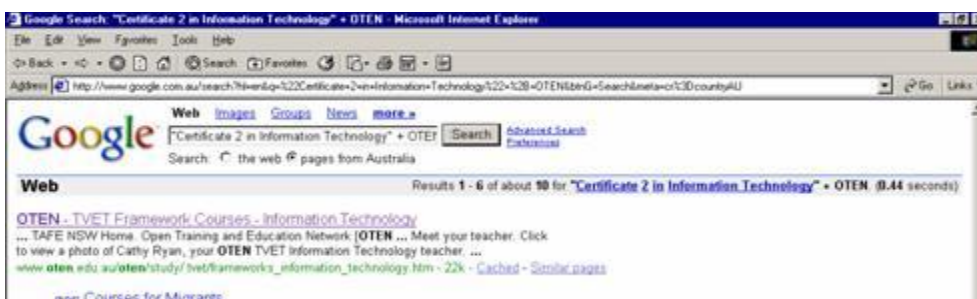 Google Search: "Certificate 2 in Information Technology" + OTEN - Microsoft Internet Explorer
File Edit View Favorites Tools Help
Back Search Favorites
Address http://www.google.com.au/search?hl=en&q=%22Certificate+2+in+Information+Technology%22+%2B+OTEN&btnG=Search&meta=cr%3DcountryAU Go Links
Web Images Groups News more »
Google "Certificate 2 in Information Technology" + OTEN Search Advanced Search
Preferences
Search: the web pages from Australia
Web Results 1 - 6 of about 10 for "Certificate 2 in Information Technology" + OTEN. (0.44 seconds)
OTEN - TVET Framework Courses - Information Technology
... TAFE NSW Home. Open Training and Education Network [OTEN ... Meet your teacher. Click
to view a photo of Cathy Ryan, your OTEN TVET Information Technology teacher. ...
www.oten.edu.au/oten/study/ tvet/frameworks_information_technology.htm - 22k - Cached - Similar pages
Courses for Migrants